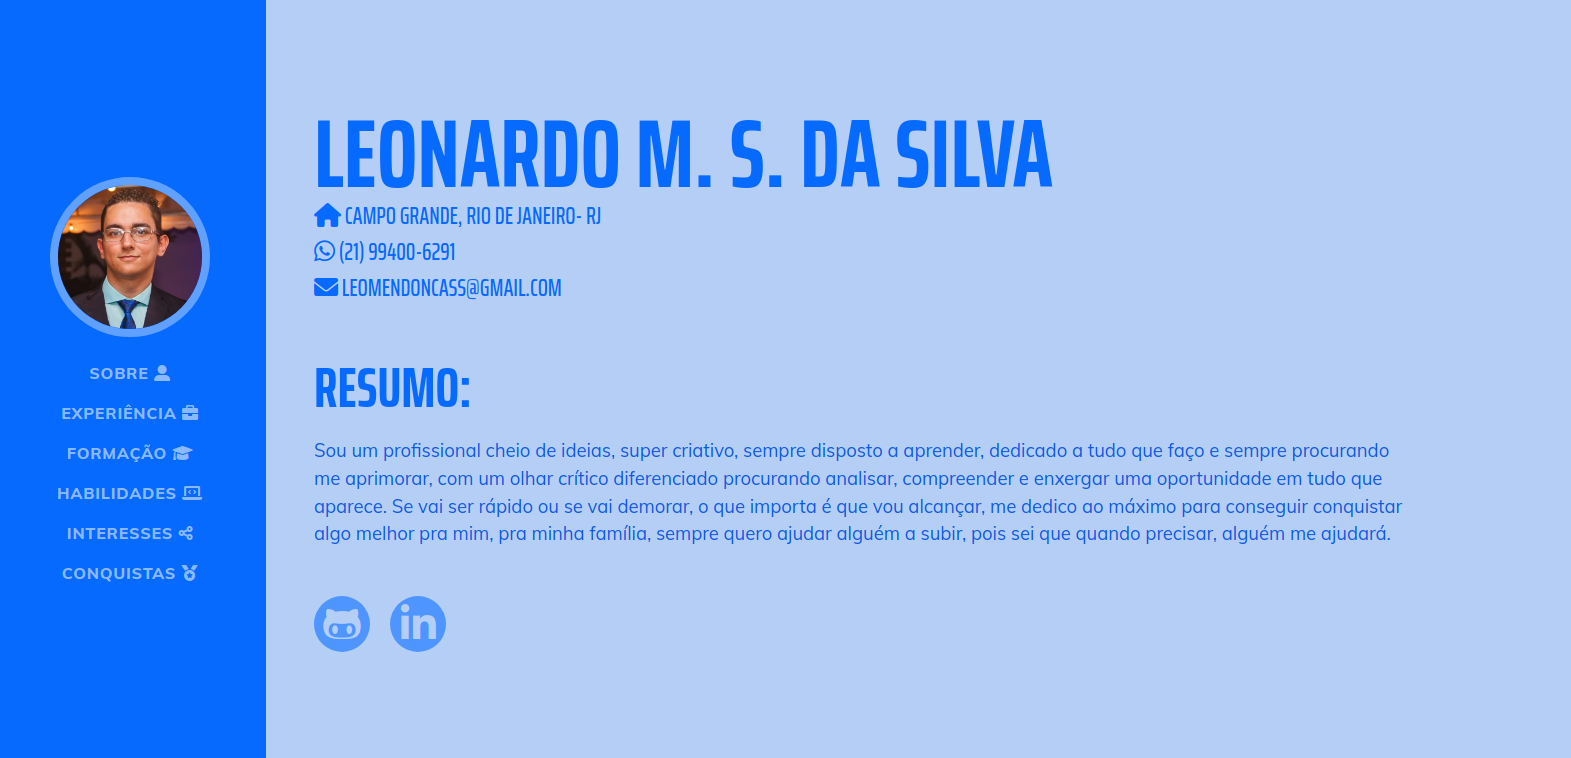 LEONARDO M. S. DA SILVA
CAMPO GRANDE, RIO DE JANEIRO- RJ
(21) 99400-6291
LEOMENDONCASS@GMAIL.COM
SOBRE
EXPERIÊNCIA
FORMAÇÃO
HABILIDADES
INTERESSES
CONQUISTAS
RESUMO:
Sou um profissional cheio de ideias, super criativo, sempre disposto a aprender, dedicado a tudo que faço e sempre procurando
me aprimorar, com um olhar crítico diferenciado procurando analisar, compreender e enxergar uma oportunidade em tudo que
aparece. Se vai ser rápido ou se vai demorar, o que importa é que vou alcançar, me dedico ao máximo para conseguir conquistar
algo melhor pra mim, pra minha família, sempre quero ajudar alguém a subir, pois sei que quando precisar, alguém me ajudará.
in